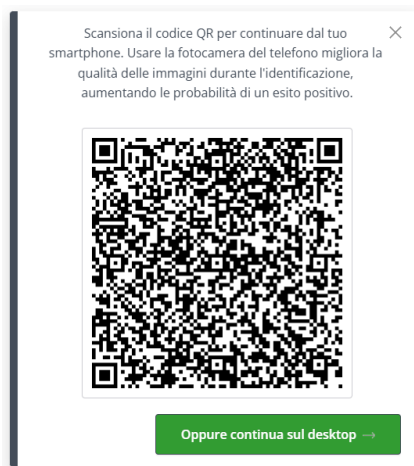 Scansiona il codice QR per continuare dal tuo
smartphone. Usare la fotocamera del telefono migliora la
qualità delle immagini durante l'identificazione,
aumentando le probabilità di un esito positivo.
Oppure continua sul desktop →